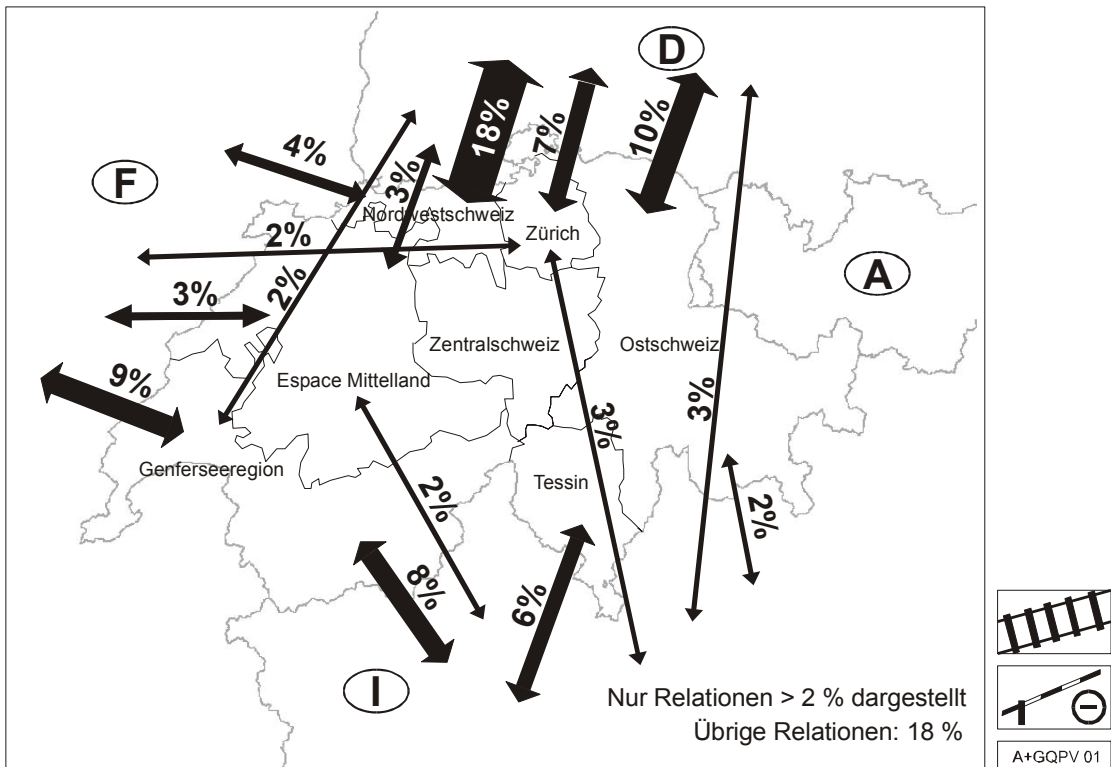 D
18%
7%
10%
4%
3%
F
Nordwestschweiz
Zürich
2%
A
2%
3%
Zentralschweiz
Ostschweiz
9%
Espace Mittelland
3%
3%
Genferseeregion
Tessin
2%
2%
8%
6%
I
Nur Relationen > 2 % dargestellt
Übrige Relationen: 18 %
A+GQPV 01